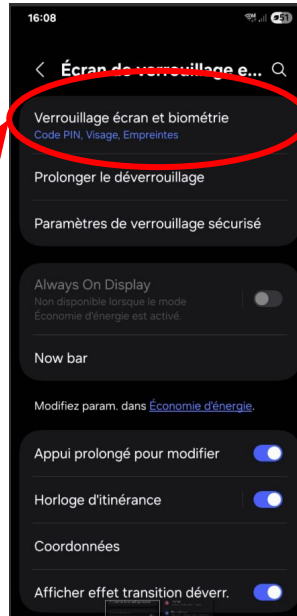 16:08
51
Écran de verrouillage e...
Verrouillage écran et biométrie
Code PIN, Visage, Empreintes
Prolonger le déverrouillage
Paramètres de verrouillage sécurisé
Always On Display
Non disponible lorsque le mode
Économie d'énergie est activé.
Now bar
Modifiez param. dans Économie d'énergie.
Appui prolongé pour modifier
Horloge d'itinérance
Coordonnées
Afficher effet transition déverr.